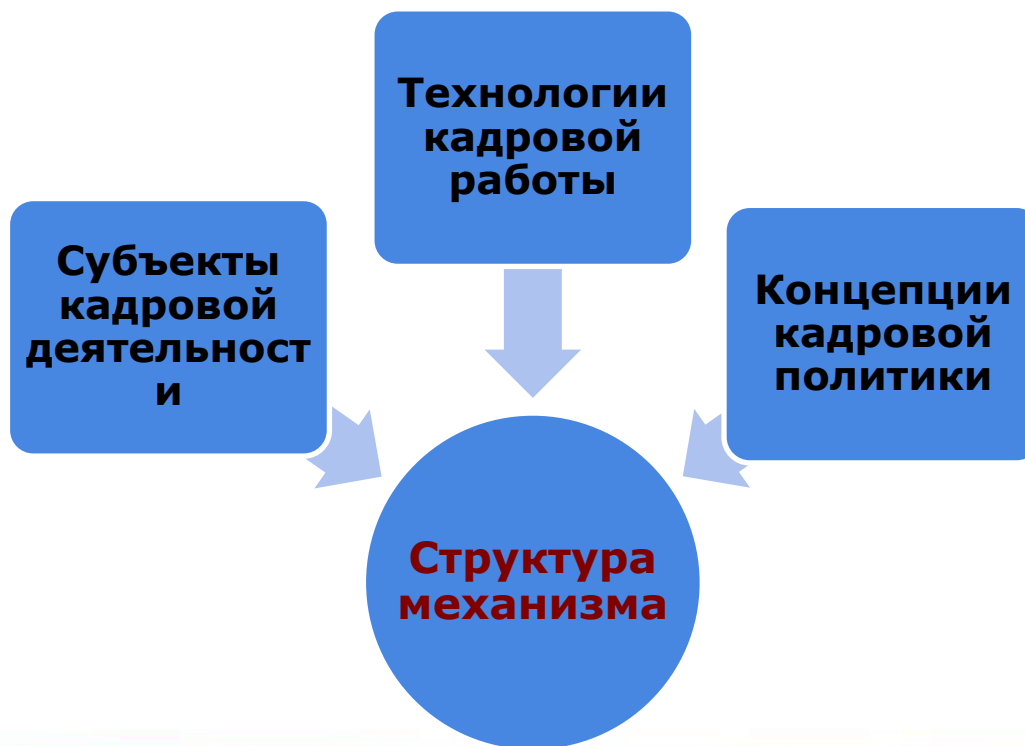 Технологии
кадровой
работы
Субъекты
кадровой
деятельност
и
Концепции
кадровой
политики
Структура
механизма